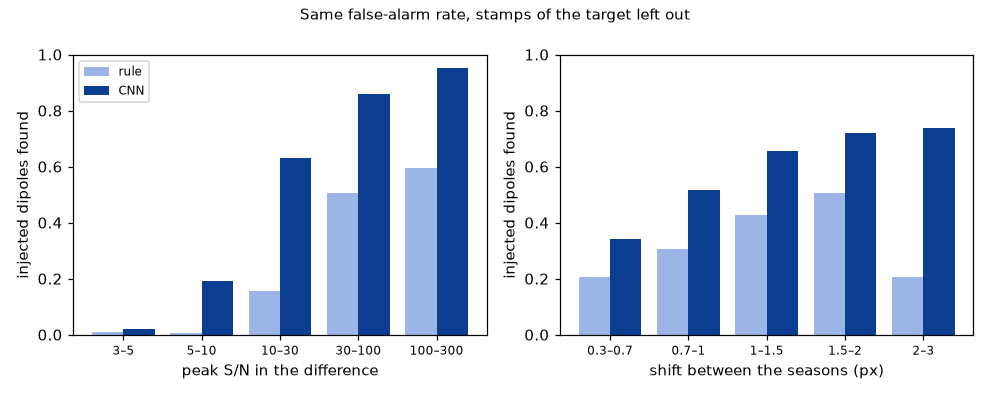 Same false-alarm rate, stamps of the target left out
injected dipoles found
1.0
0.8
0.6
0.4
0.2
0.0
rule
CNN
3–5 5–10 10–30 30–100 100–300
peak S/N in the difference
injected dipoles found
1.0
0.8
0.6
0.4
0.2
0.0
0.3–0.7 0.7–1 1–1.5 1.5–2 2–3
shift between the seasons (px)